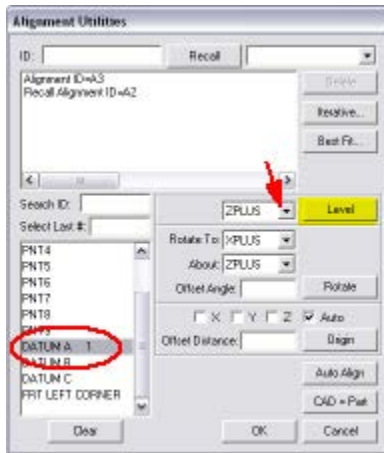 Alignment Utilities
ID:
Recall
Alignment ID=A3
Recall Alignment ID=A2
Delete
Iterative...
Best Fit...
Search ID:
Select Last #:
ZPLUS
Level
Rotate To: XPLUS
About: ZPLUS
Offset Angle:
Rotate
X Y Z Auto
Offset Distance:
Origin
PNT4
PNT5
PNT6
PNT7
PNT8
PNT9
DATUM A 1
DATUM B
DATUM C
FRT LEFT CORNER
Auto Align
CAD = Part
Clear
OK
Cancel